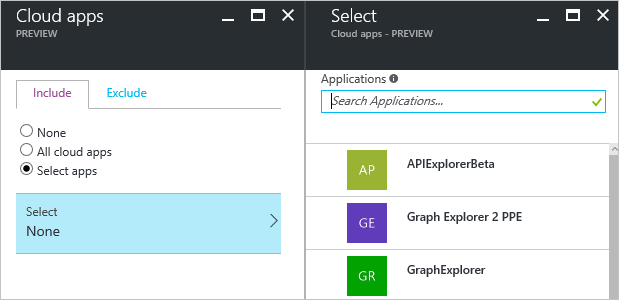 Cloud apps
PREVIEW
Include
Exclude
None
All cloud apps
Select apps
Select
None
Select
Cloud apps - PREVIEW
Applications
Search Applications...
AP
APIExplorerBeta
GE
Graph Explorer 2 PPE
GR
GraphExplorer